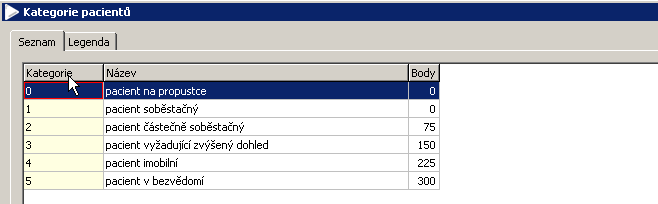 Kategorie pacientů
Seznam Legenda
Kategorie Název Body
0 pacient na propustce 0
1 pacient soběstačný 0
2 pacient částečně soběstačný 75
3 pacient vyžadující zvýšený dohled 150
4 pacient imobilní 225
5 pacient v bezvědomí 300